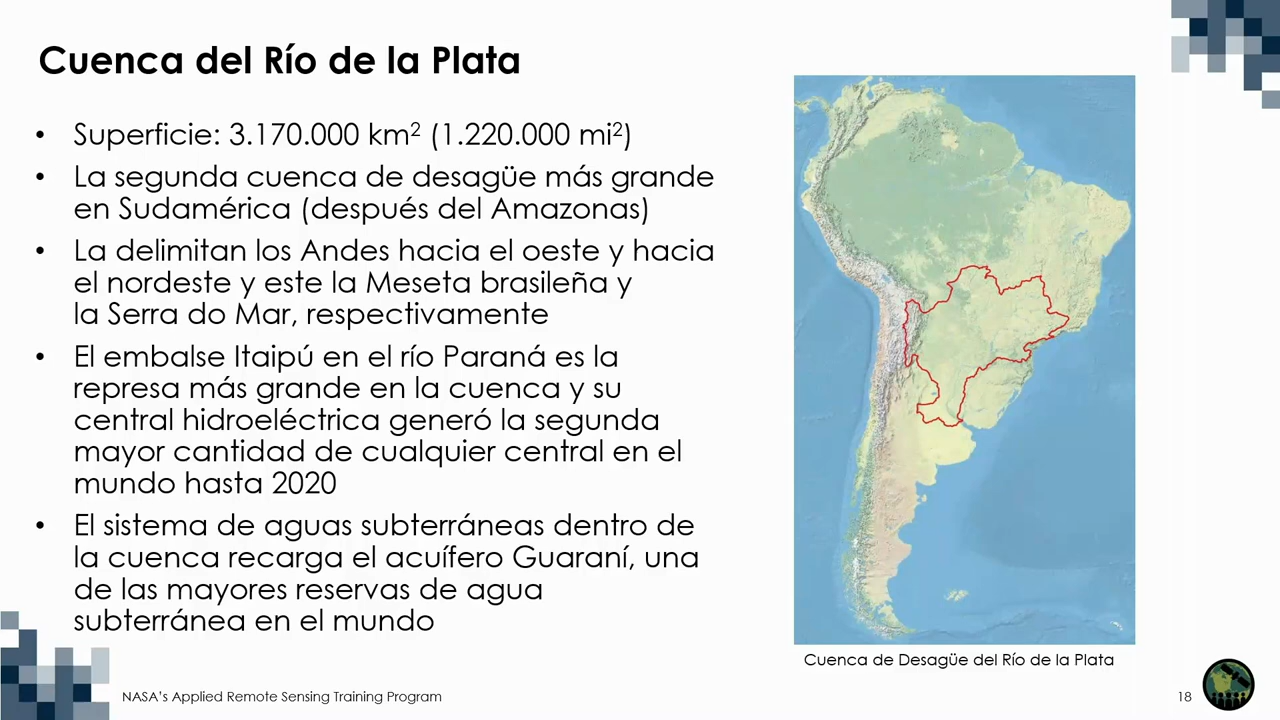 Cuenca del Río de la Plata
• Superficie: 3.170.000 km² (1.220.000 mi²)
• La segunda cuenca de desagüe más grande
en Sudamérica (después del Amazonas)
• La delimitan los Andes hacia el oeste y hacia
el nordeste y este la Meseta brasileña y
la Serra do Mar, respectivamente
• El embalse Itaipú en el río Paraná es la
represa más grande en la cuenca y su
central hidroeléctrica generó la segunda
mayor cantidad de cualquier central en el
mundo hasta 2020
• El sistema de aguas subterráneas dentro de
la cuenca recarga el acuífero Guaraní, una
de las mayores reservas de agua
subterránea en el mundo
Cuenca de Desagüe del Río de la Plata
NASA's Applied Remote Sensing Training Program
18